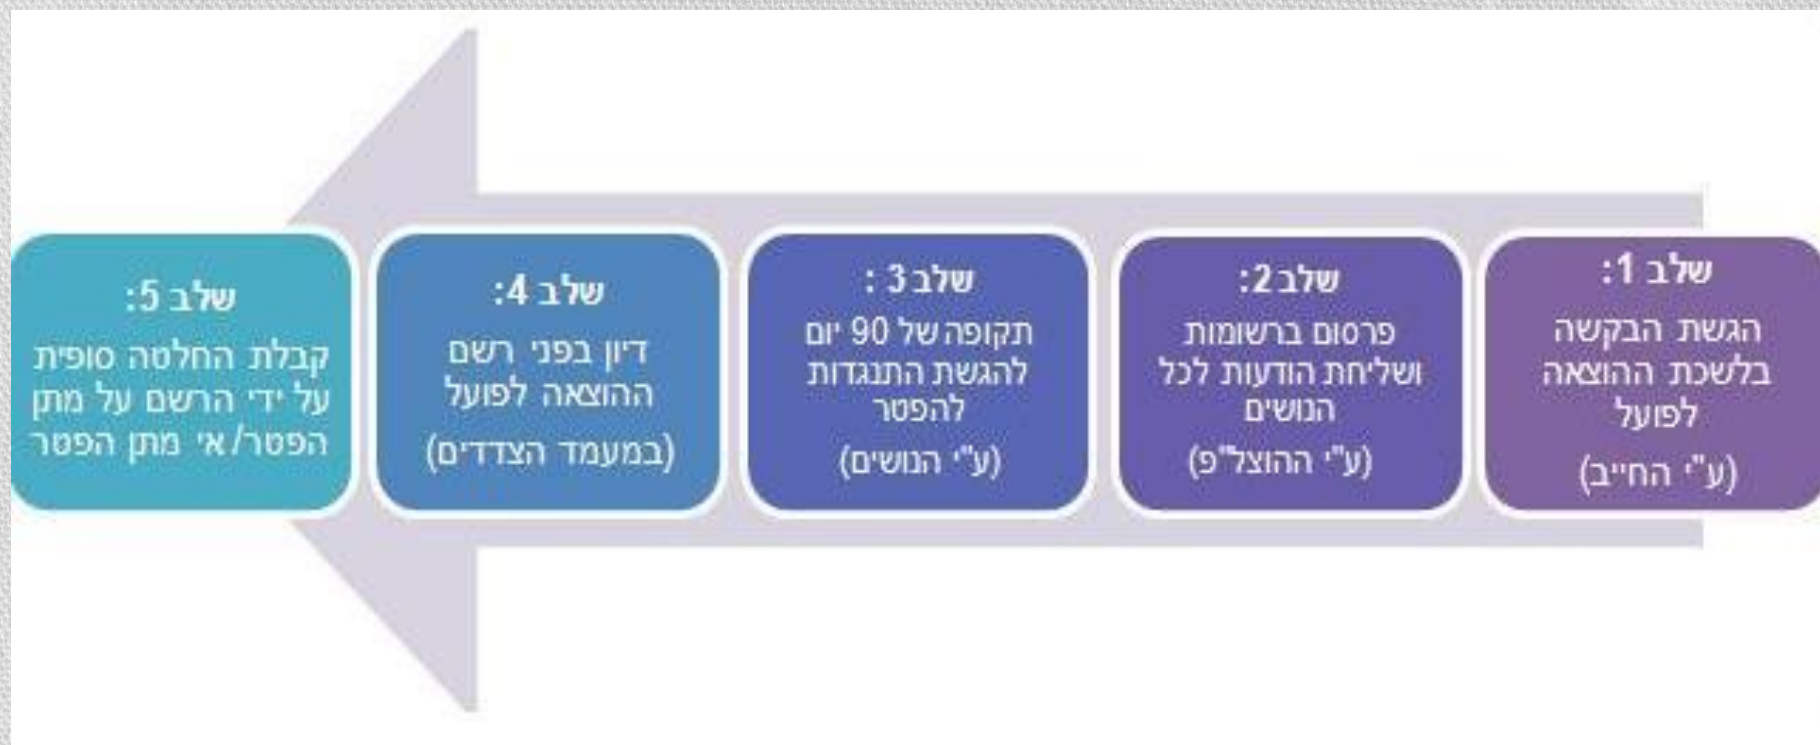 שלב 1:
הגשת הבקשה
בלשכת ההוצאה
לפועל
(ע"י החייב)
שלב 2:
פרסום ברשומות
ושליחת הודעות לכל
הנושים
(ע"י ההוצל"פ)
שלב 3 :
תקופה של 90 יום
להגשת התנגדות
להפטר
(ע"י הנושים)
שלב 4:
דיון בפני רשם
ההוצאה לפועל
(במעמד הצדדים)
שלב 5:
קבלת החלטה סופית
על ידי הרשם על מתן
הפטר/ אי מתן הפטר